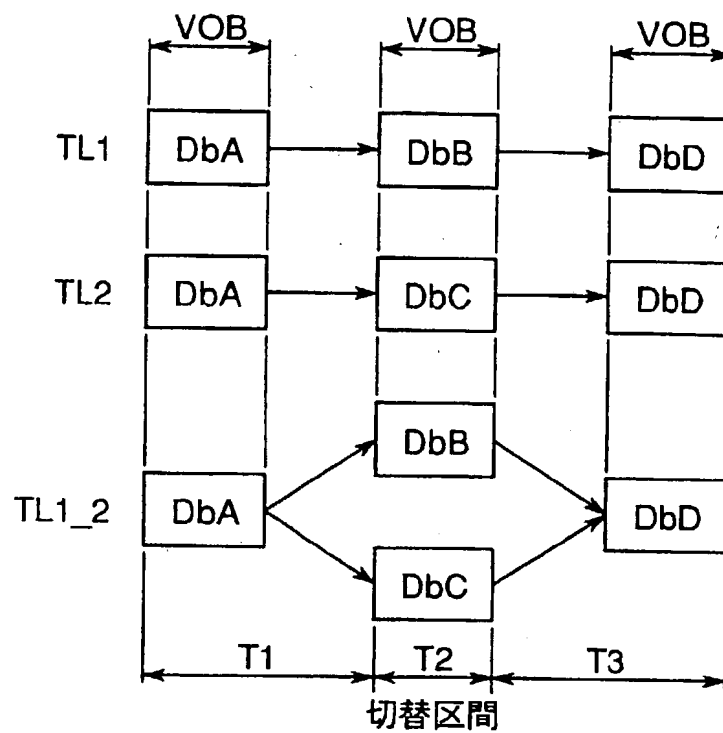 VOB VOB VOB
TL1 DbA DbB DbD
TL2 DbA DbC DbD
DbB
TL1_2 DbA DbD
DbC
T1 T2 T3
切替区間